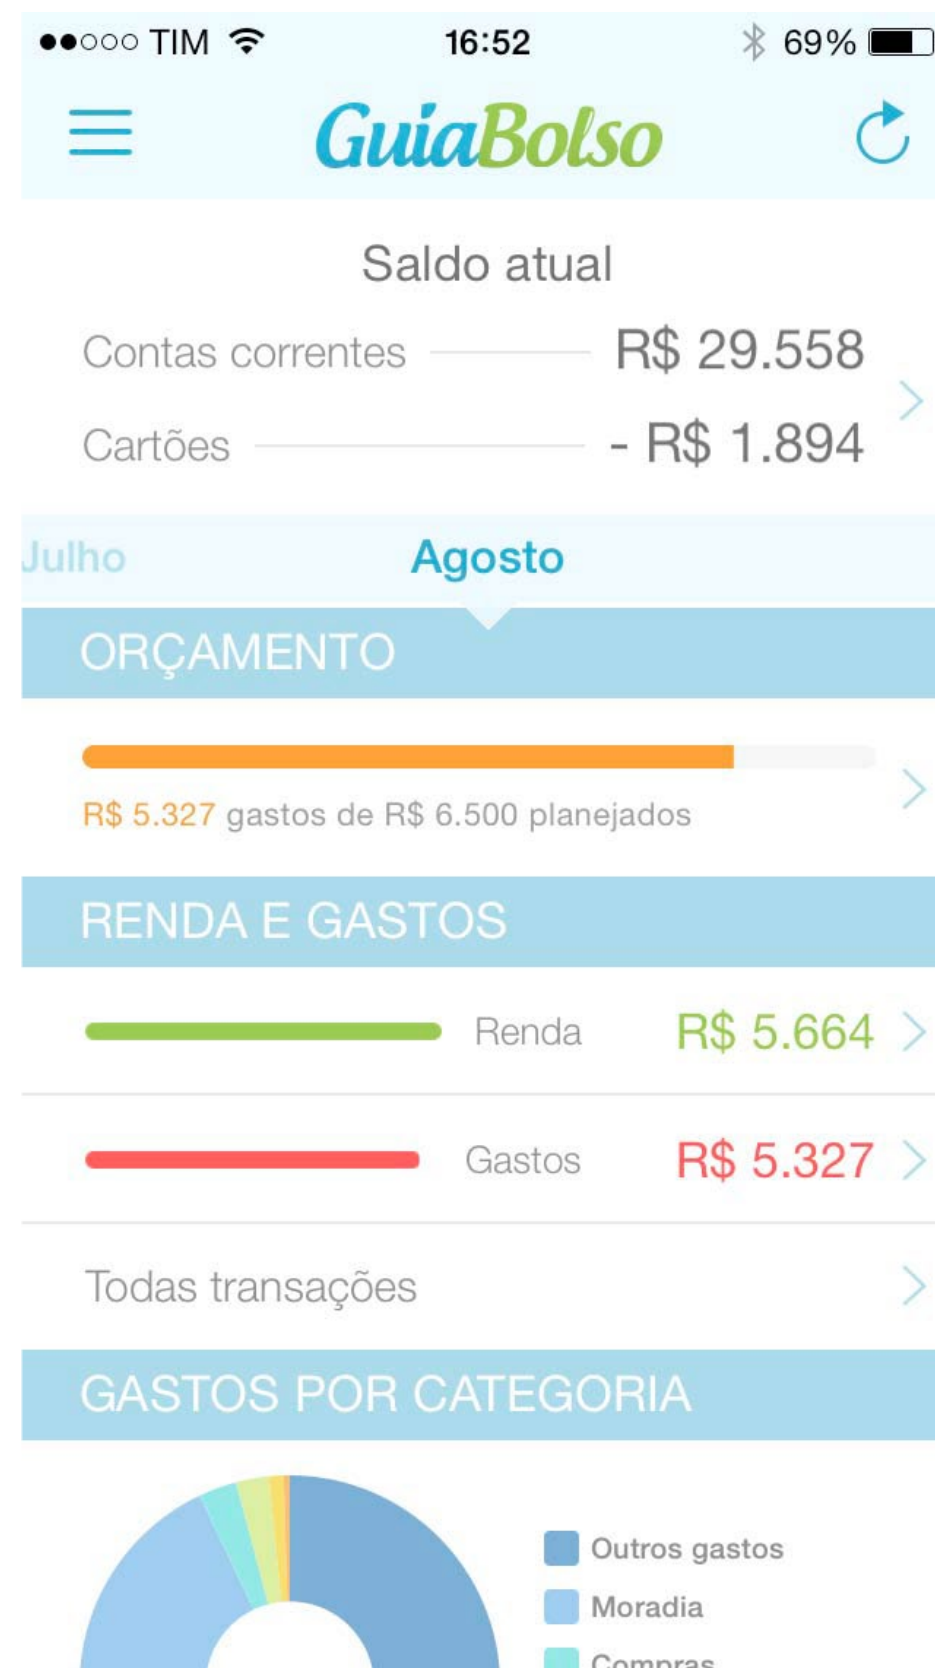 TIM 16:52 69%
GuiaBolso
Saldo atual
Contas correntes R$ 29.558
Cartões - R$ 1.894
Julho Agosto
ORÇAMENTO
R$ 5.327 gastos de R$ 6.500 planejados
RENDA E GASTOS
Renda R$ 5.664
Gastos R$ 5.327
Todas transações
GASTOS POR CATEGORIA
Outros gastos
Moradia
Compras